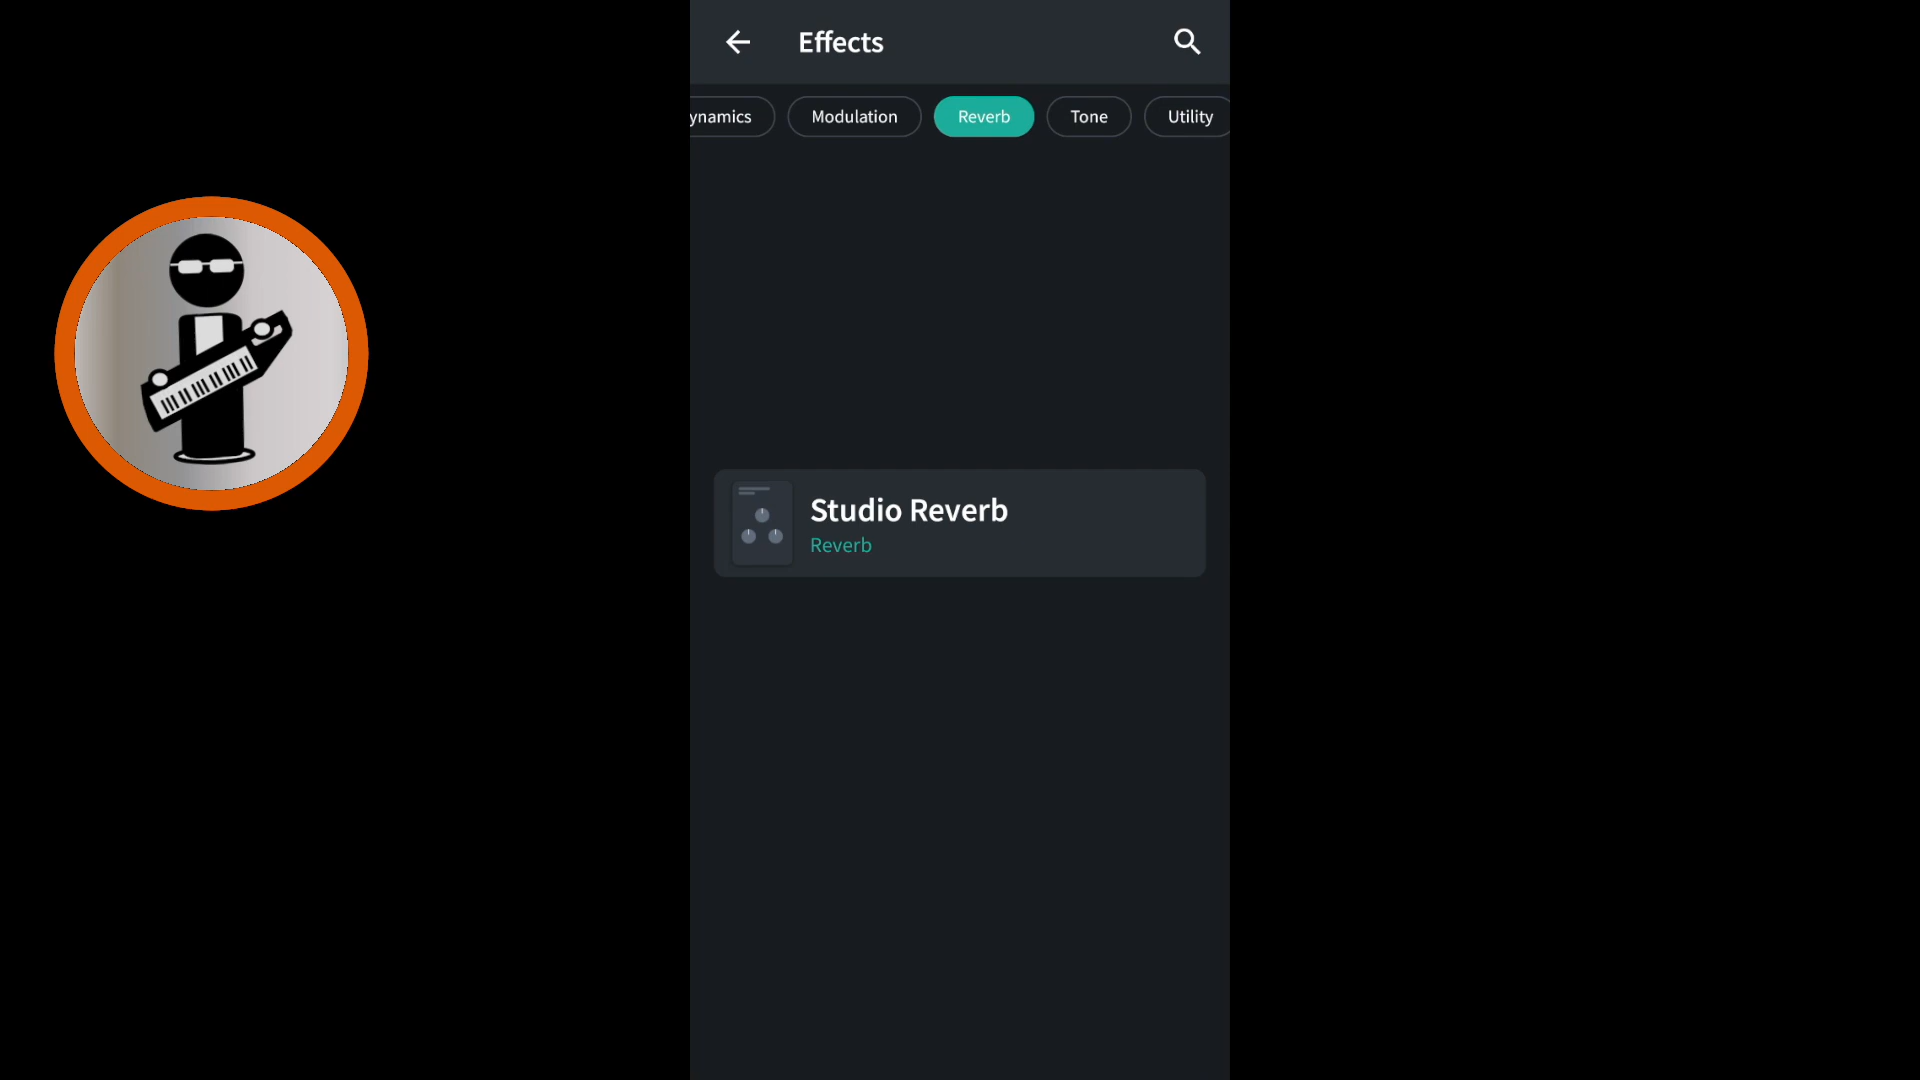 Effects
ynamics Modulation Reverb Tone Utility
Studio Reverb
Reverb